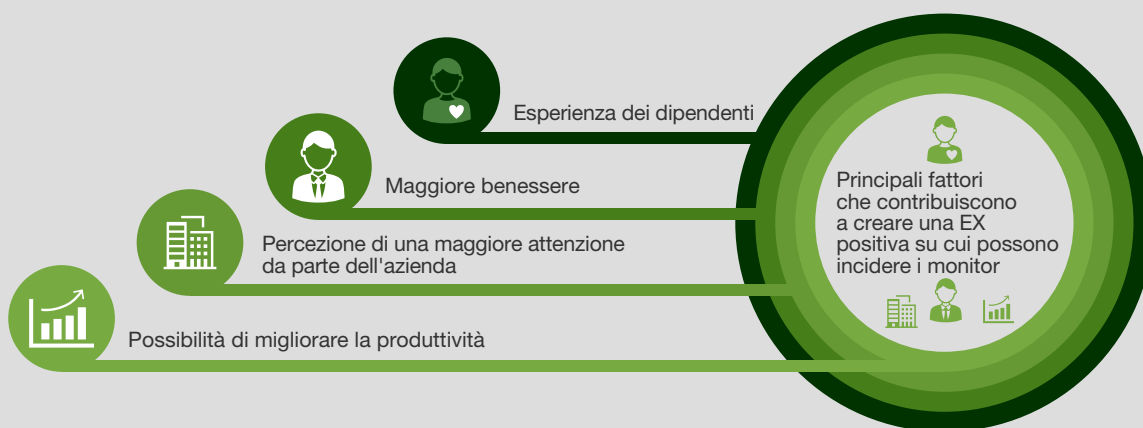 Esperienza dei dipendenti
Maggiore benessere
Percezione di una maggiore attenzione
da parte dell'azienda
Possibilità di migliorare la produttività
Principali fattori
che contribuiscono
a creare una EX
positiva su cui possono
incidere i monitor